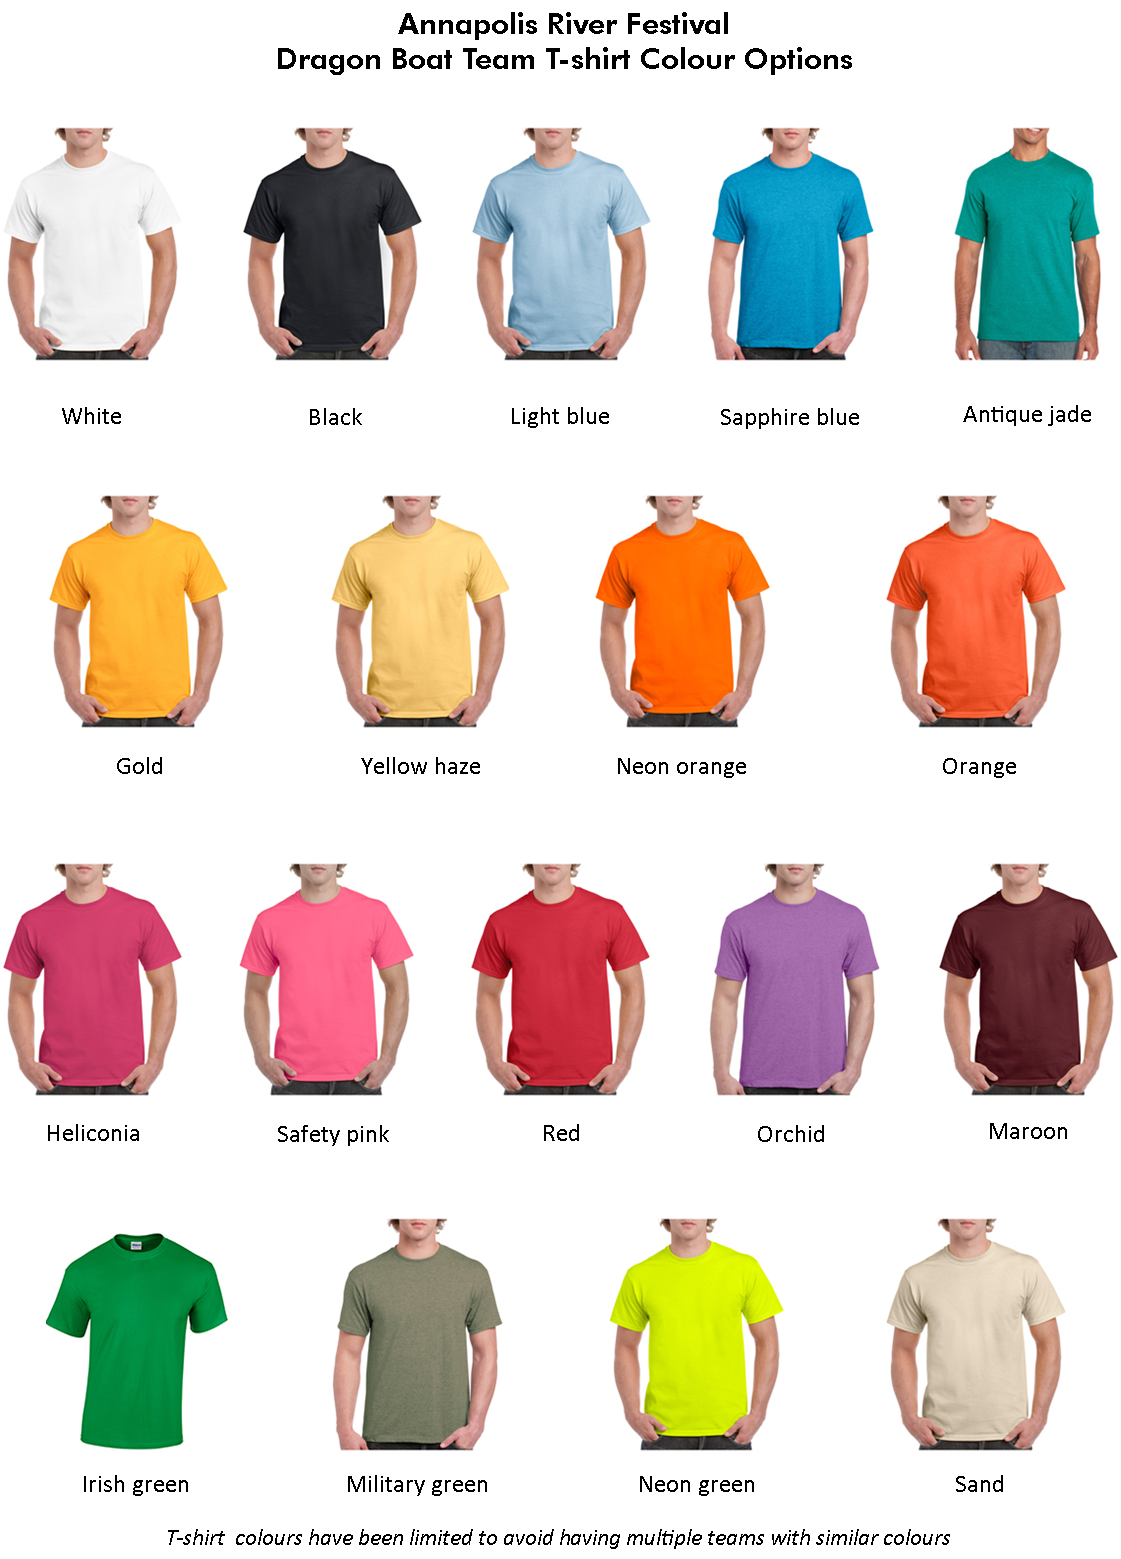 Annapolis River Festival
Dragon Boat Team T-shirt Colour Options
White
Black
Light blue
Sapphire blue
Antique jade
Gold
Yellow haze
Neon orange
Orange
Heliconia
Safety pink
Red
Orchid
Maroon
Irish green
Military green
Neon green
Sand
T-shirt  colours have been limited to avoid having multiple teams with similar colours